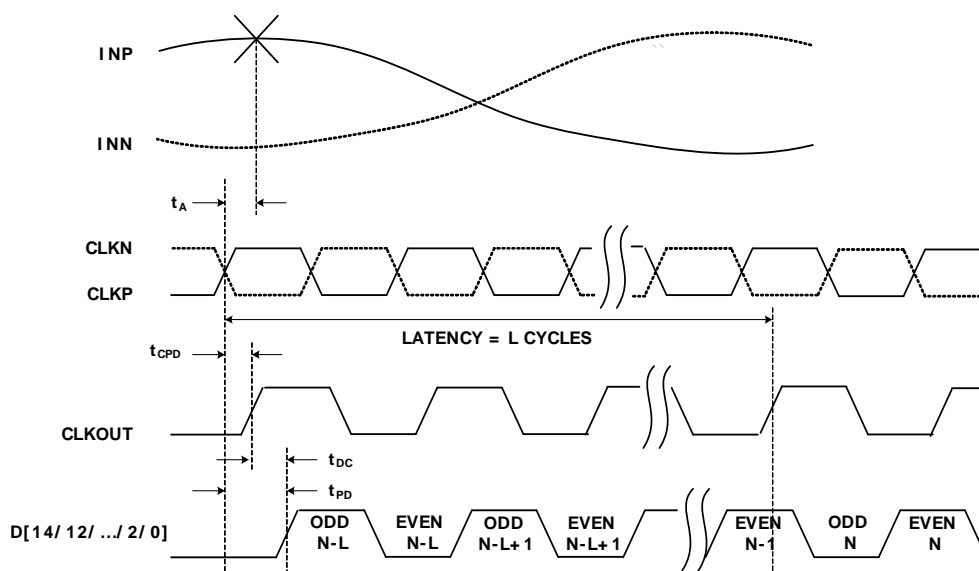 INP
INN
tA
CLKN
CLKP
LATENCY = L CYCLES
tCPD
CLKOUT
tDC
tPD
D[14/12/.../2/0]
ODD
N-L
EVEN
N-L
ODD
N-L+1
EVEN
N-L+1
EVEN
N-1
ODD
N
EVEN
N